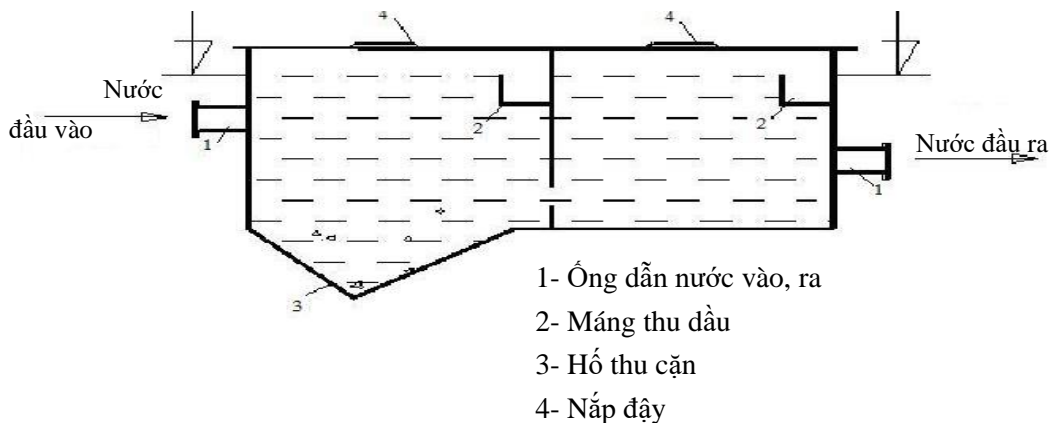 4
4
Nước
đầu vào
1
2
2
Nước đầu ra
1
3
1- Ống dẫn nước vào, ra
2- Máng thu dầu
3- Hố thu cặn
4- Nắp đậy